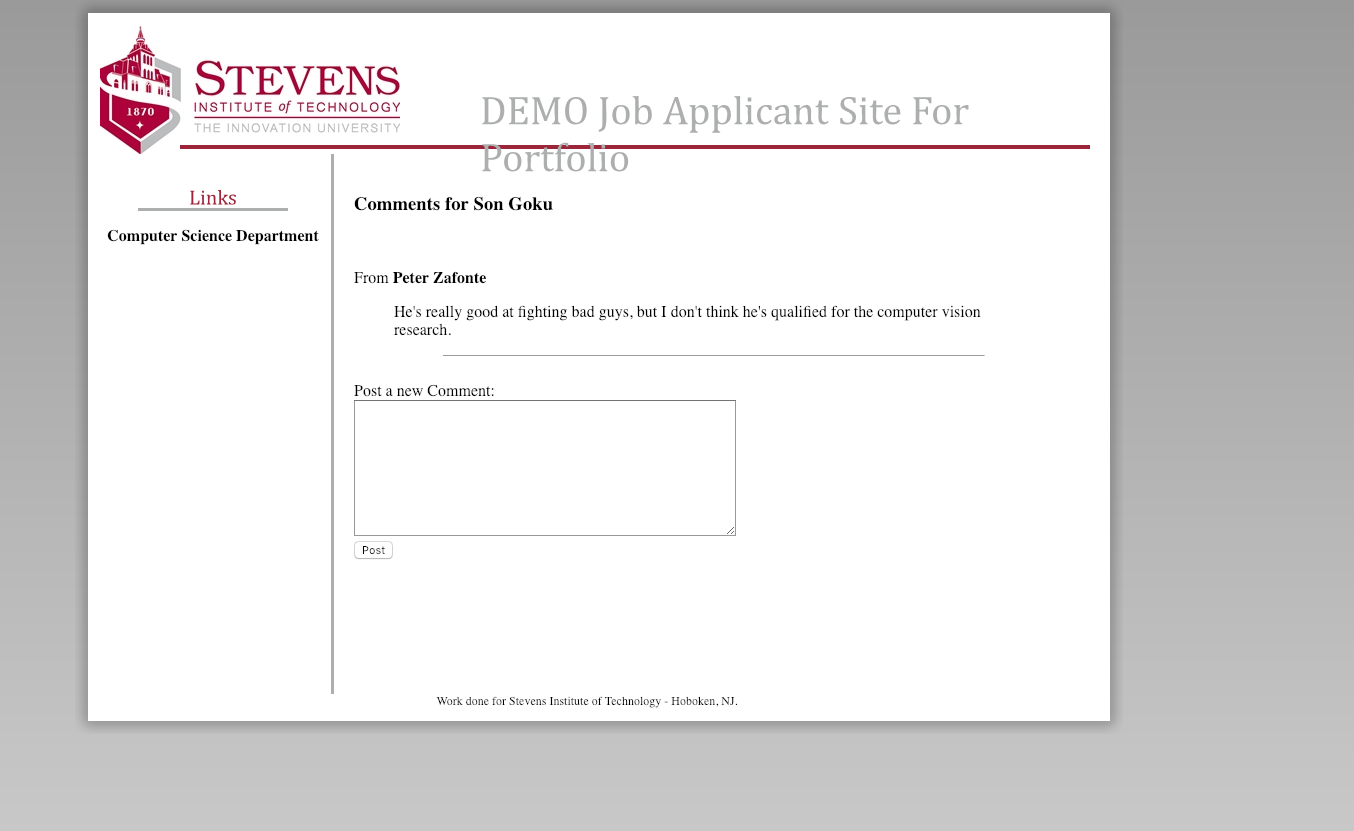 1870
STEVENS
INSTITUTE of TECHNOLOGY
THE INNOVATION UNIVERSITY
DEMO Job Applicant Site For
Portfolio
Links
Computer Science Department
Comments for Son Goku
From Peter Zafonte
He's really good at fighting bad guys, but I don't think he's qualified for the computer vision
research.
Post a new Comment:
Post
Work done for Stevens Institute of Technology - Hoboken, NJ.